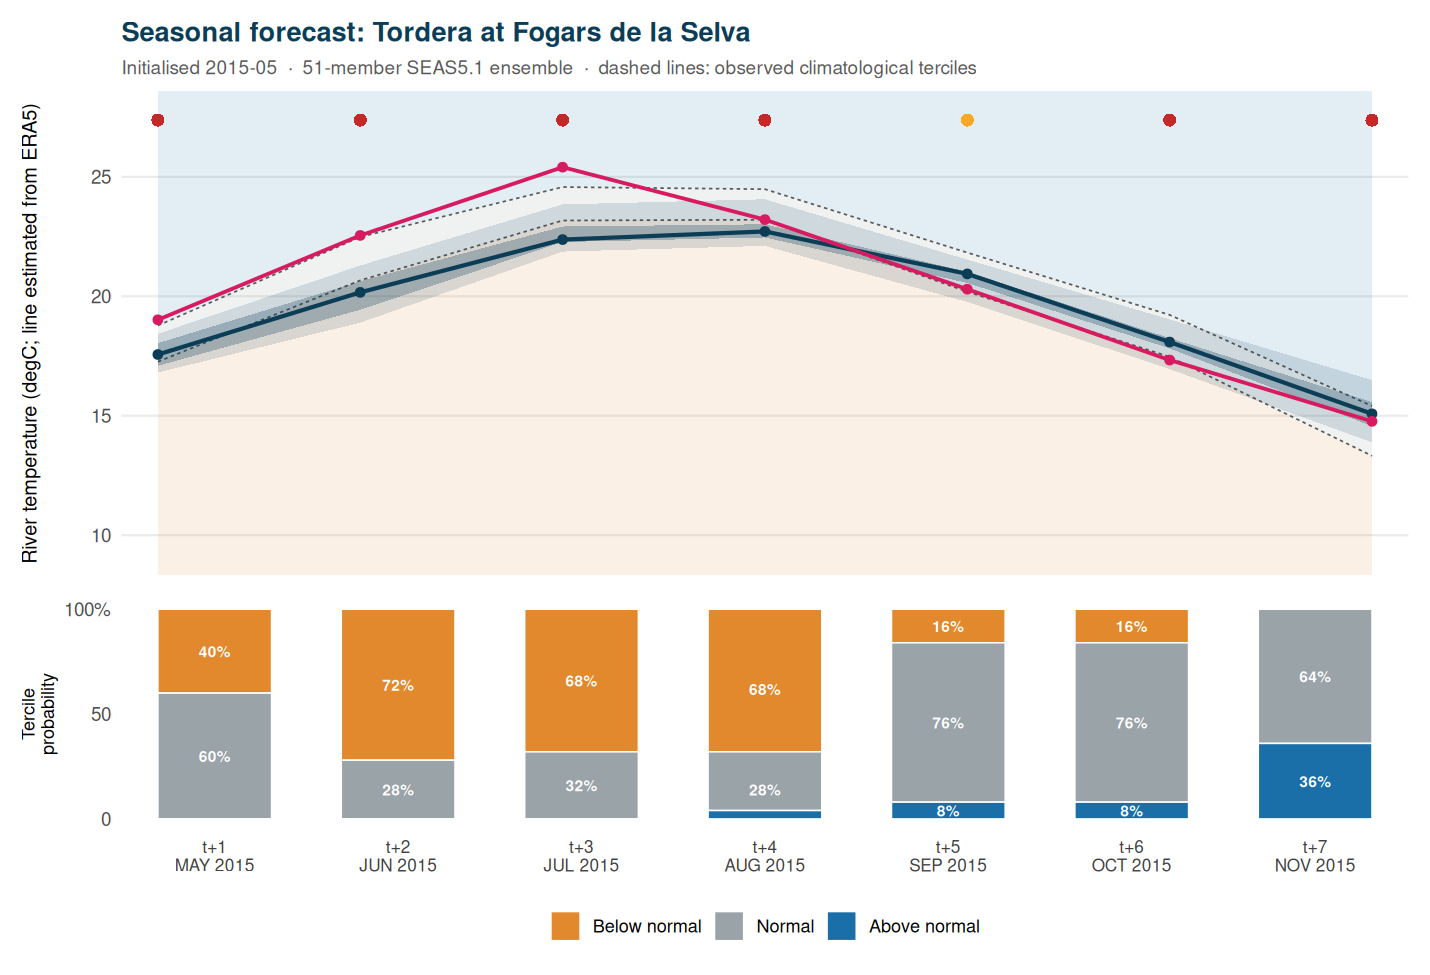 Seasonal forecast: Tordera at Fogars de la Selva
Initialised 2015-05 · 51-member SEAS5.1 ensemble · dashed lines: observed climatological terciles
River temperature (degC; line estimated from ERA5)
25
20
15
10
100%
50
0
Tercile
probability
40%
60%
72%
28%
68%
32%
68%
28%
16%
76%
8%
16%
76%
8%
64%
36%
t+1
MAY 2015
t+2
JUN 2015
t+3
JUL 2015
t+4
AUG 2015
t+5
SEP 2015
t+6
OCT 2015
t+7
NOV 2015
Below normal
Normal
Above normal